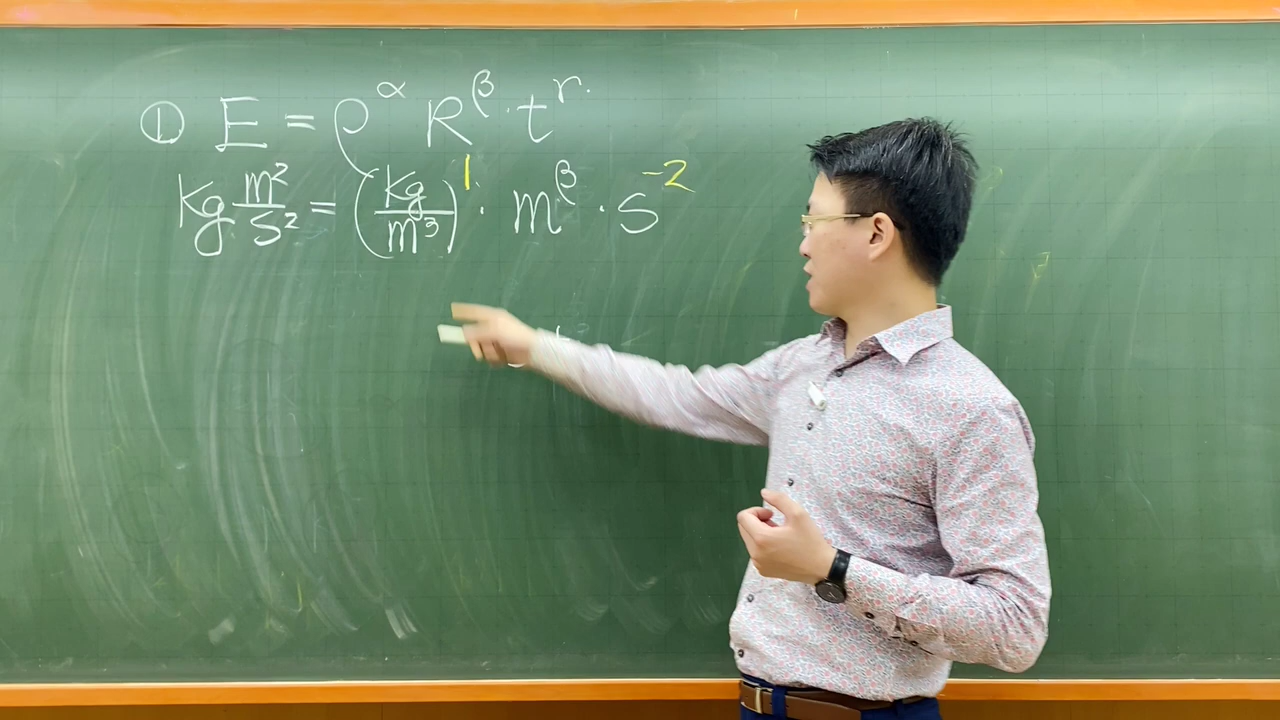 ① E = ρ^α R^β · t^r.
kg m²/s² = (kg/m³)^1 · m^β · s^-2